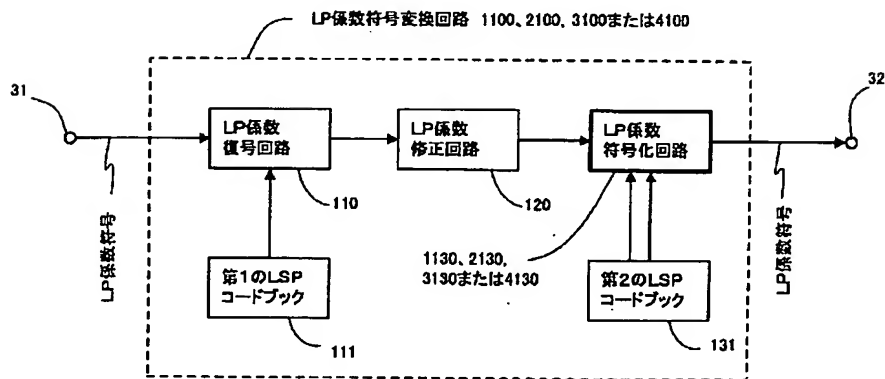 LP係数符号変換回路 1100、2100、3100または4100
31
32
LP係数
復号回路
LP係数
修正回路
LP係数
符号化回路
LP係数符号
LP係数符号
110
120
1130、2130,
3130または4130
第1のLSP
コードブック
第2のLSP
コードブック
111
131